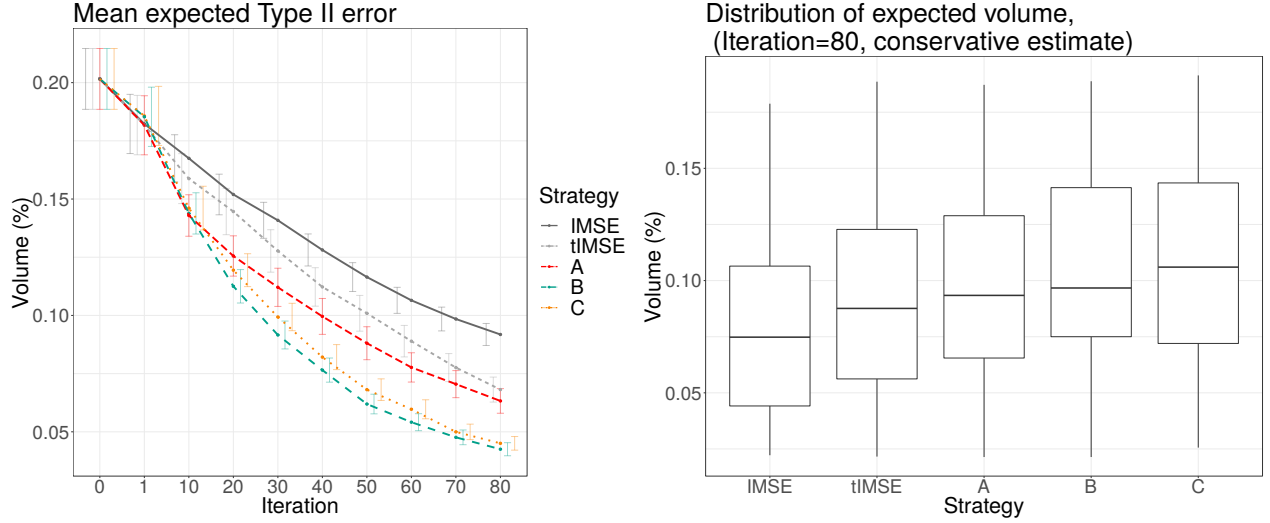 Mean expected Type II error
Volume (%)
0.20
0.15
0.10
0.05
0 1 10 20 30 40 50 60 70 80
Iteration
Strategy
IMSE
tIMSE
A
B
C
Distribution of expected volume,
(Iteration=80, conservative estimate)
Volume (%)
0.15
0.10
0.05
IMSE tIMSE A B C
Strategy